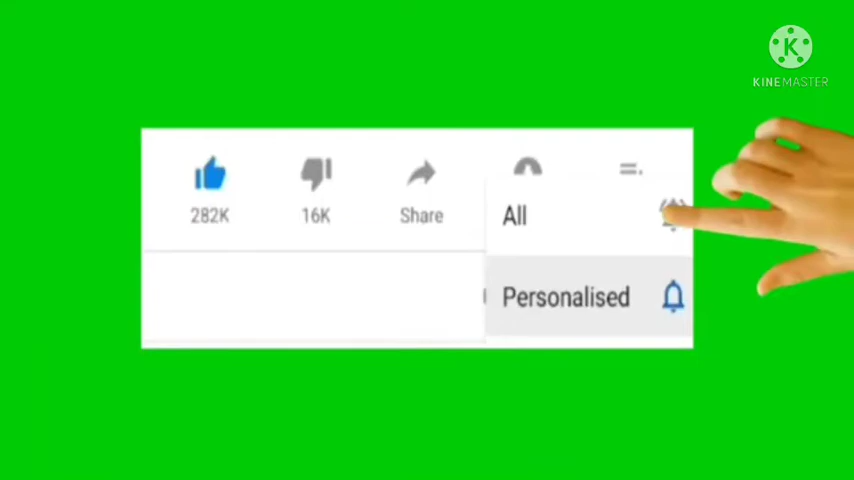 KINEMASTER
282K
16K
Share
All
Personalised